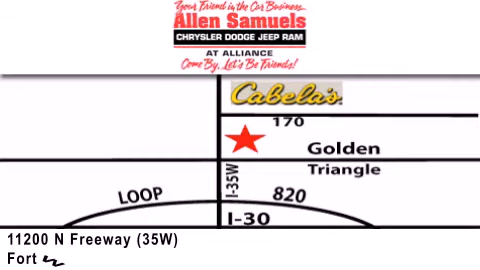 Your Friend in the Car Business.
Allen Samuels
CHRYSLER DODGE JEEP RAM
AT ALLIANCE
Come By, Let's Be Friends!
Cabela's
170
Golden
Triangle
I-35W
LOOP
820
I-30
11200 N Freeway (35W)
Fort